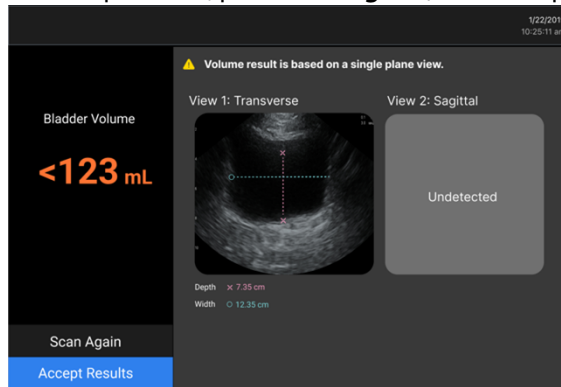 1/22/201
10:25:11 am
Volume result is based on a single plane view.
View 1: Transverse
View 2: Sagittal
Bladder Volume
<123 mL
Undetected
Depth × 7.35 cm
Width ○ 12.35 cm
Scan Again
Accept Results